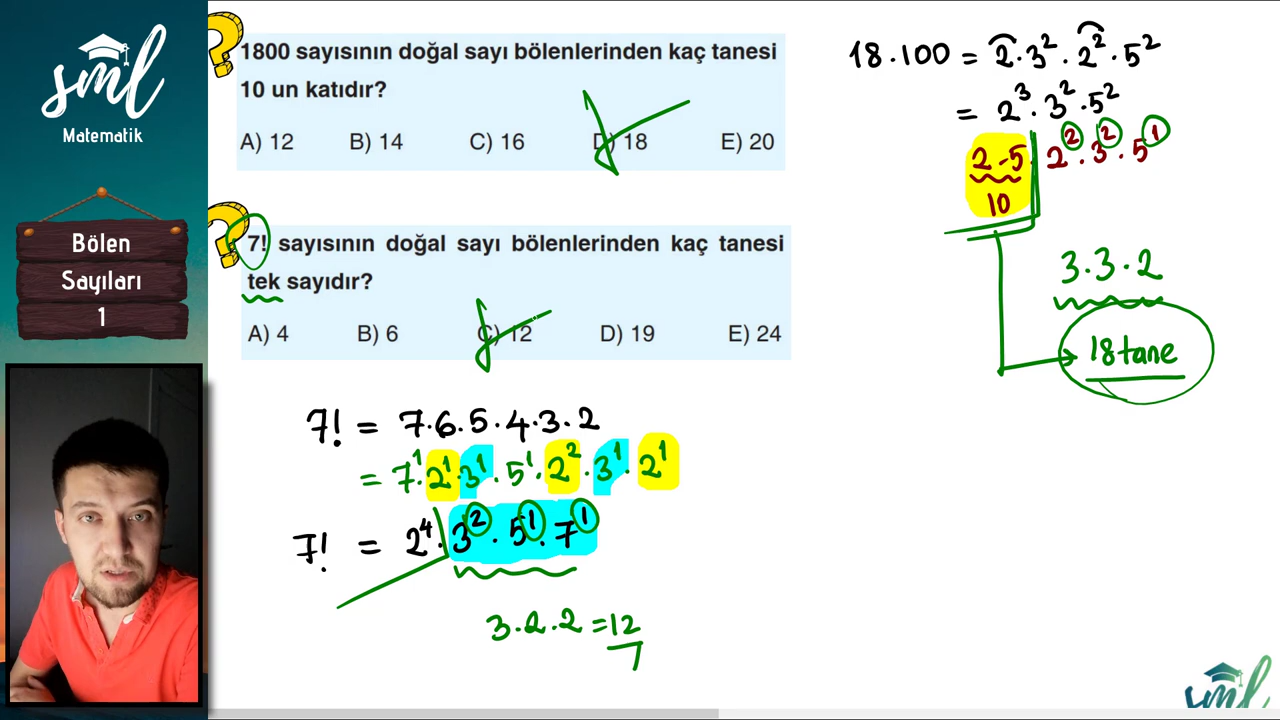 sml
Matematik
Bölen
Sayıları
1
1800 sayısının doğal sayı bölenlerinden kaç tanesi
10 un katıdır?
A) 12 B) 14 C) 16 D) 18 E) 20
7! sayısının doğal sayı bölenlerinden kaç tanesi
tek sayıdır?
A) 4 B) 6 C) 12 D) 19 E) 24
7! = 7·6·5·4·3·2
= 7¹·2¹·3¹·5¹·2²·3¹·2¹
7! = 2⁴·3²·5¹·7¹
3·2·2 = 12
18·100 = 2·3²·2²·5²
= 2³·3²·5²
2·5· 2²·3²·5¹
10
3·3·2
18 tane
sml